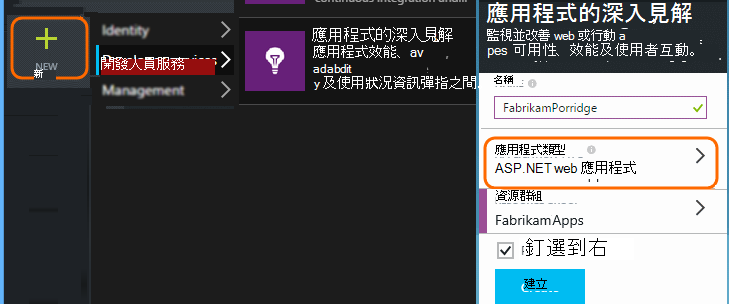 NEW
新
Identity
開發人員服務
Management
continuous integration and...
應用程式的深入見解
應用程式效能、av
adabdit
y 及使用狀況資訊彈指之間.
應用程式的深入見解
監視並改善 web 或行動 a
pes 可用性、效能及使用者互動。
名稱
FabrikamPorridge
應用程式類型
ASP.NET web 應用程式
資源群組
FabrikamApps
釘選到右
建立